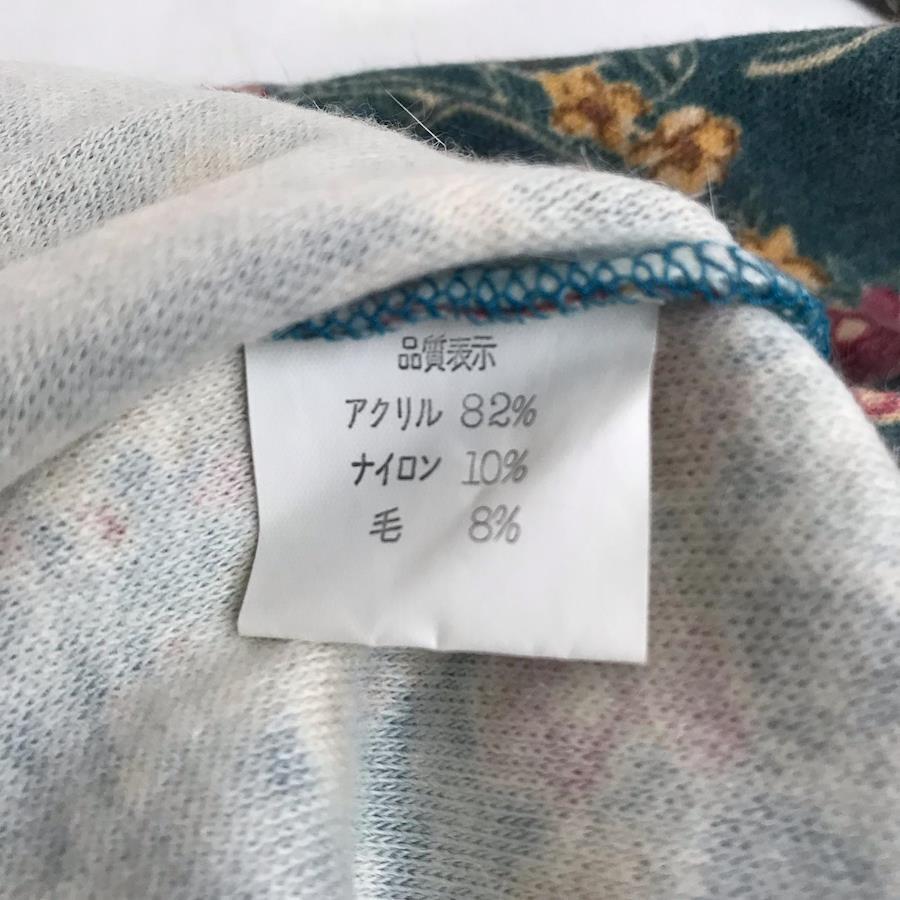 品質表示
アクリル 82%
ナイロン 10%
毛 8%